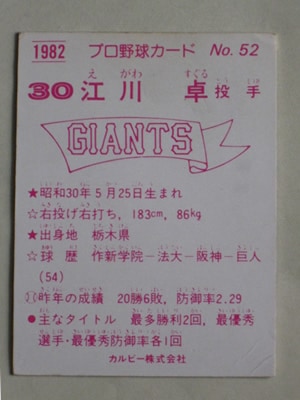 1982 プロ野球カード No. 52
30 江川 卓 投手
え がわ すぐる
GIANTS
★昭和30年5月25日生まれ
☆右投げ右打ち, 183cm, 86kg
★出身地 栃木県
☆球 歴 作新学院―法大―阪神―巨人
(54)
昨年の成績 20勝6敗, 防御率2.29
●主なタイトル 最多勝利2回, 最優秀
選手・最優秀防御率各1回
カルビー株式会社